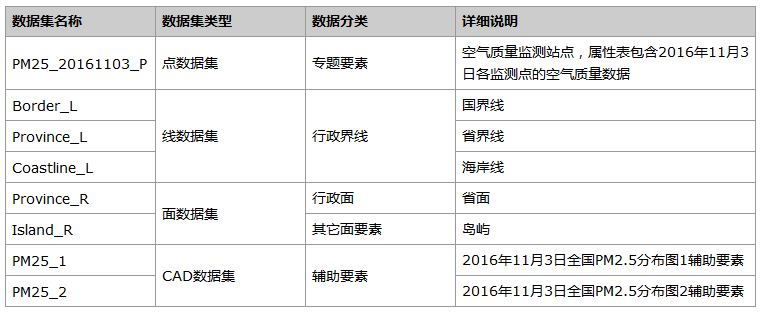 数据集名称 数据集类型 数据分类 详细说明
PM25_20161103_P 点数据集 专题要素 空气质量监测站点，属性表包含2016年11月3
日各监测点的空气质量数据
Border_L 线数据集 行政界线 国界线
Province_L 省界线
Coastline_L 海岸线
Province_R 面数据集 行政面 省面
Island_R 其它面要素 岛屿
PM25_1 CAD数据集 辅助要素 2016年11月3日全国PM2.5分布图1辅助要素
PM25_2 2016年11月3日全国PM2.5分布图2辅助要素